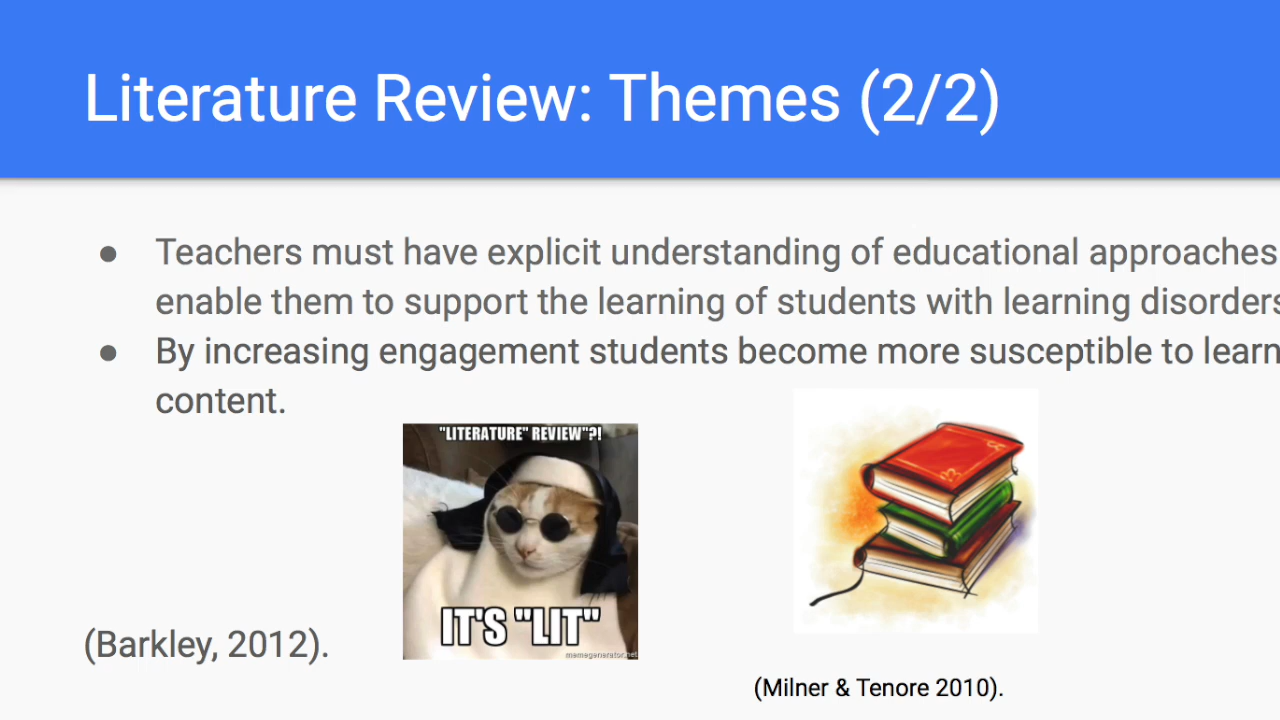 Literature Review: Themes (2/2)
● Teachers must have explicit understanding of educational approaches
enable them to support the learning of students with learning disorders
● By increasing engagement students become more susceptible to learn
content.
"LITERATURE" REVIEW"?!
IT'S "LIT"
memegenerator.net
(Barkley, 2012).
(Milner & Tenore 2010).